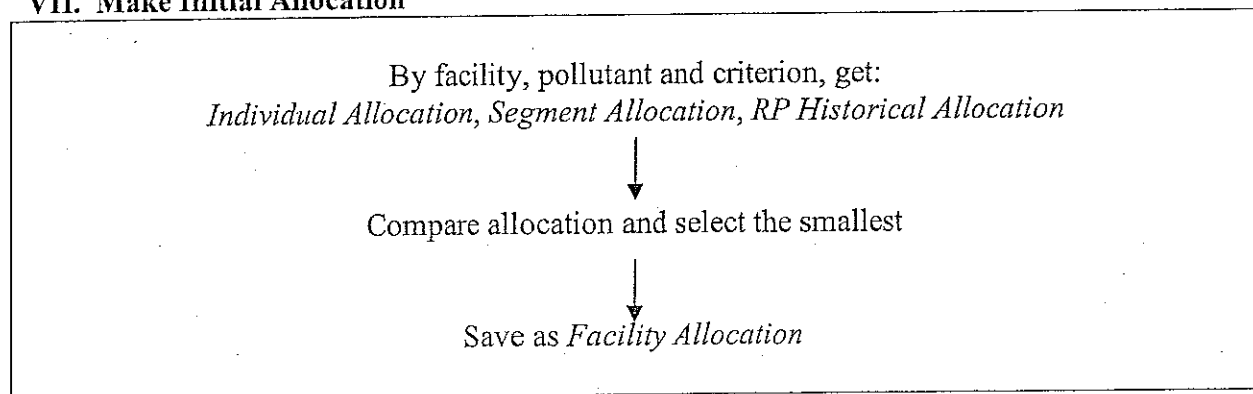 VII. Make Initial Allocation
By facility, pollutant and criterion, get:
Individual Allocation, Segment Allocation, RP Historical Allocation
Compare allocation and select the smallest
Save as Facility Allocation